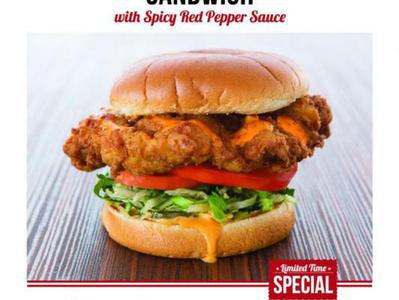 SANDWICH
with Spicy Red Pepper Sauce
• Limited Time •
SPECIAL